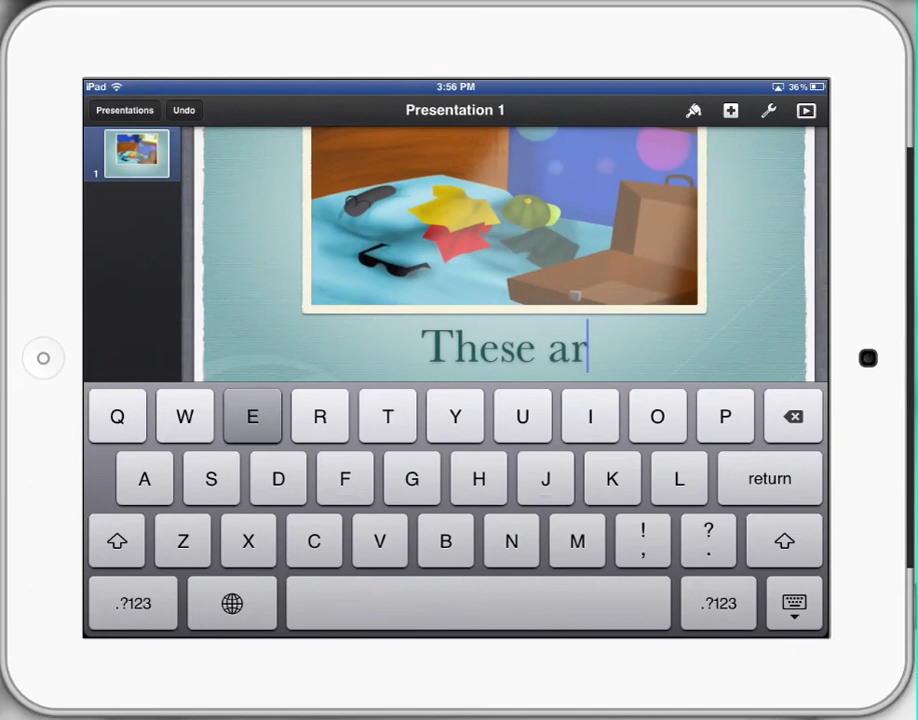 iPad 3:56 PM 36%
Presentations Undo Presentation 1
1
These ar
Q W E R T Y U I O P
A S D F G H J K L return
Z X C V B N M ! , ? .
.?123 .?123